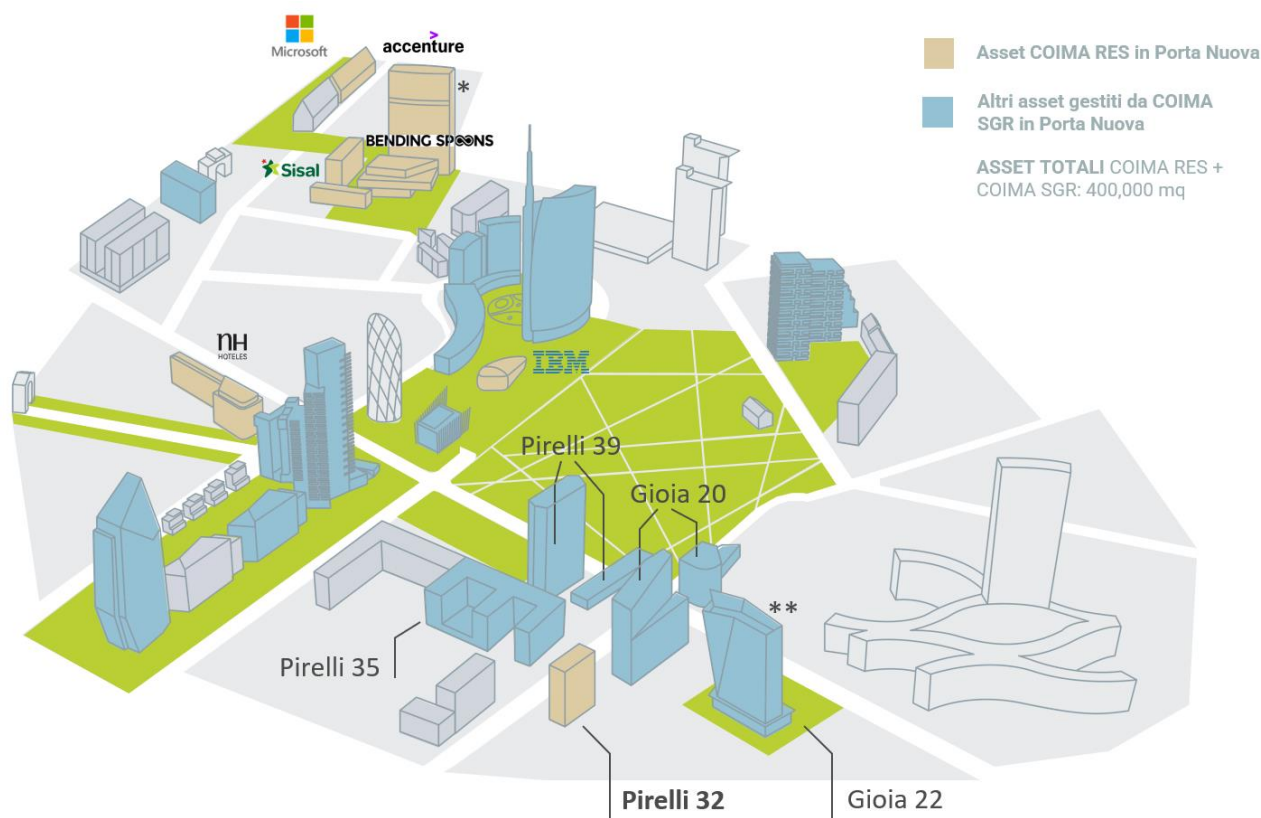 Microsoft
accenture
*
BENDING SPOONS
Sisal
Asset COIMA RES in Porta Nuova
Altri asset gestiti da COIMA
SGR in Porta Nuova
ASSET TOTALI COIMA RES +
COIMA SGR: 400,000 mq
nH
HOTELES
IBM
Pirelli 39
Gioia 20
**
Pirelli 35
Pirelli 32
Gioia 22